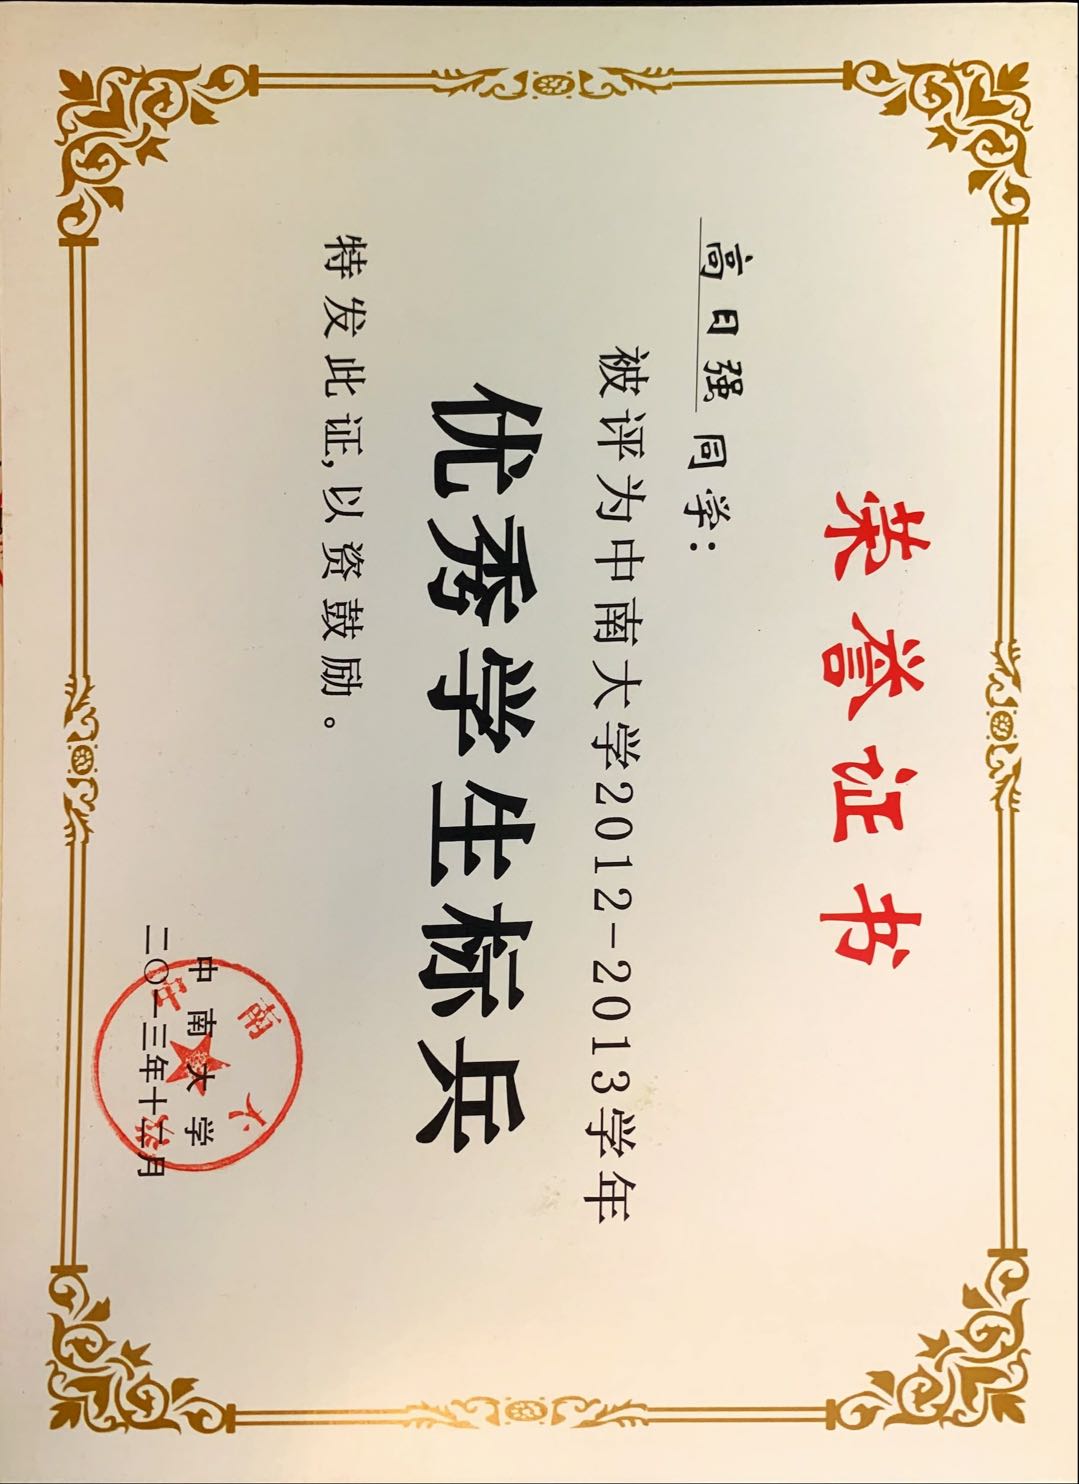 荣誉证书
高日强同学:
被评为中南大学2012-2013学年
优秀学生标兵
特发此证,以资鼓励。
中南大学
二〇一三年十二月
中南大学